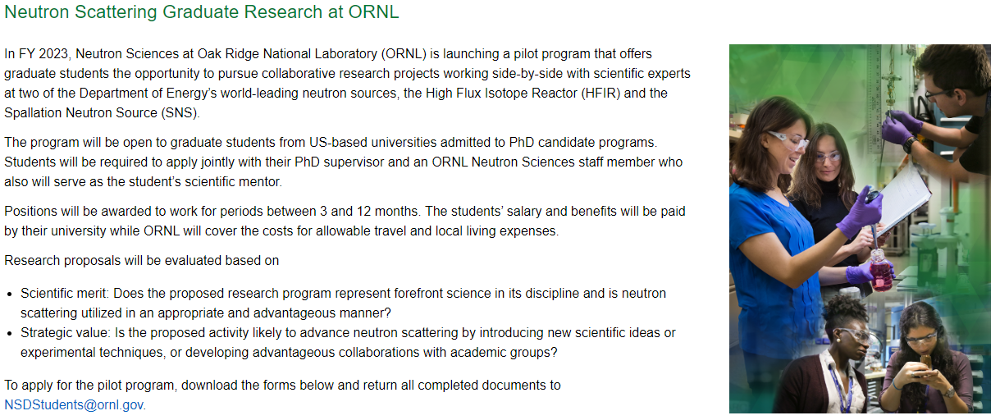 Neutron Scattering Graduate Research at ORNL
In FY 2023, Neutron Sciences at Oak Ridge National Laboratory (ORNL) is launching a pilot program that offers
graduate students the opportunity to pursue collaborative research projects working side-by-side with scientific experts
at two of the Department of Energy’s world-leading neutron sources, the High Flux Isotope Reactor (HFIR) and the
Spallation Neutron Source (SNS).
The program will be open to graduate students from US-based universities admitted to PhD candidate programs.
Students will be required to apply jointly with their PhD supervisor and an ORNL Neutron Sciences staff member who
also will serve as the student’s scientific mentor.
Positions will be awarded to work for periods between 3 and 12 months. The students’ salary and benefits will be paid
by their university while ORNL will cover the costs for allowable travel and local living expenses.
Research proposals will be evaluated based on
• Scientific merit: Does the proposed research program represent forefront science in its discipline and is neutron
scattering utilized in an appropriate and advantageous manner?
• Strategic value: Is the proposed activity likely to advance neutron scattering by introducing new scientific ideas or
experimental techniques, or developing advantageous collaborations with academic groups?
To apply for the pilot program, download the forms below and return all completed documents to
NSDStudents@ornl.gov.